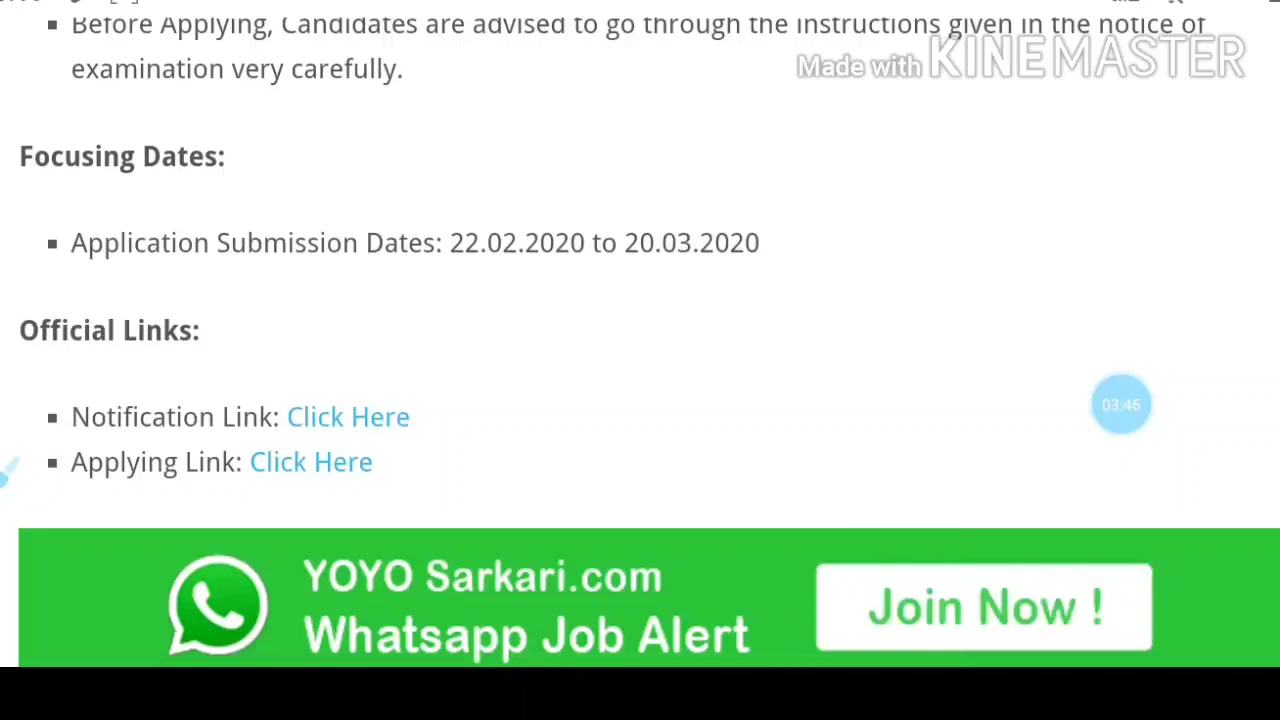 Before Applying, Candidates are advised to go through the instructions given in the notice of
examination very carefully.
Made with KINEMASTER
Focusing Dates:
Application Submission Dates: 22.02.2020 to 20.03.2020
Official Links:
03:46
Notification Link: Click Here
Applying Link: Click Here
YOYO Sarkari.com
Whatsapp Job Alert
Join Now !